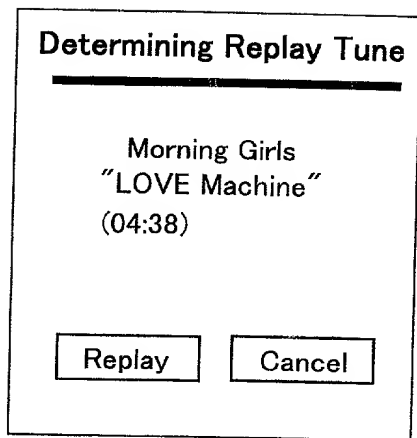 Determining Replay Tune
Morning Girls
"LOVE Machine"
(04:38)
Replay Cancel